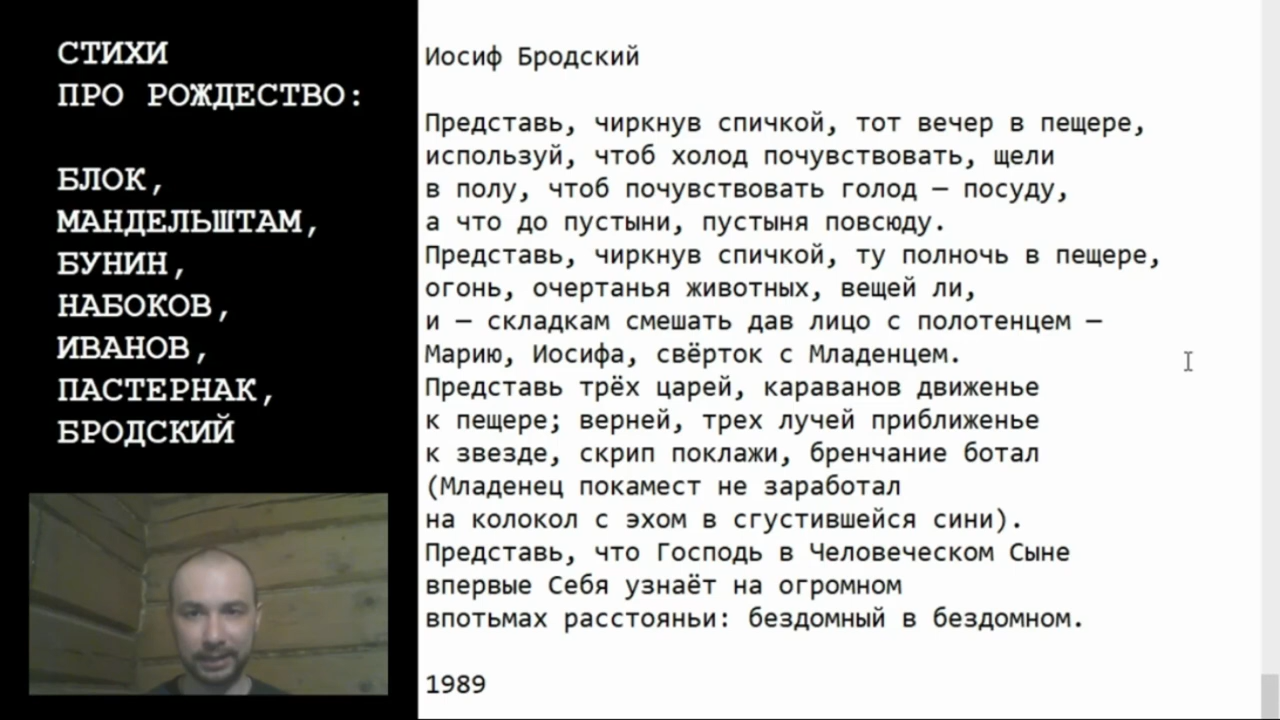 СТИХИ
ПРО РОЖДЕСТВО:
БЛОК,
МАНДЕЛЬШТАМ,
БУНИН,
НАБОКОВ,
ИВАНОВ,
ПАСТЕРНАК,
БРОДСКИЙ
Иосиф Бродский
Представь, чиркнув спичкой, тот вечер в пещере,
используй, чтоб холод почувствовать, щели
в полу, чтоб почувствовать голод – посуду,
а что до пустыни, пустыня повсюду.
Представь, чиркнув спичкой, ту полночь в пещере,
огонь, очертанья животных, вещей ли,
и – складкам смешать дав лицо с полотенцем –
Марию, Иосифа, свёрток с Младенцем.
Представь трёх царей, караванов движенье
к пещере; верней, трех лучей приближенье
к звезде, скрип поклажи, бренчание ботал
(Младенец покамест не заработал
на колокол с эхом в сгустившейся сини).
Представь, что Господь в Человеческом Сыне
впервые Себя узнаёт на огромном
впотьмах расстояньи: бездомный в бездомном.
1989